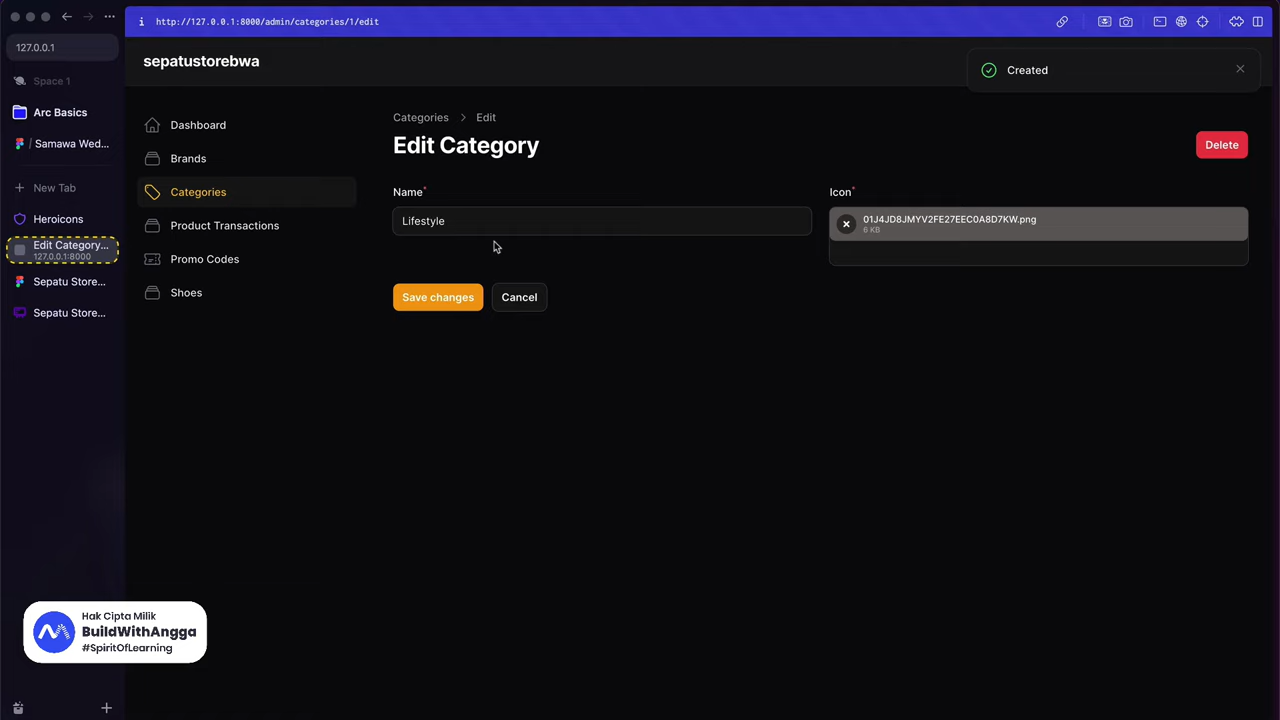 http://127.0.0.1:8000/admin/categories/1/edit
127.0.0.1
Space 1
Arc Basics
/ Samawa Wed...
New Tab
Heroicons
Edit Category...
127.0.0.1:8000
Sepatu Store...
Sepatu Store...
sepatustorebwa
Created
Dashboard
Brands
Categories
Product Transactions
Promo Codes
Shoes
Categories > Edit
Edit Category
Delete
Name*
Lifestyle
Icon*
01J4JD8JMYV2FE27EEC0A8D7KW.png
6 KB
Save changes
Cancel
Hak Cipta Milik
BuildWithAngga
#SpiritOfLearning